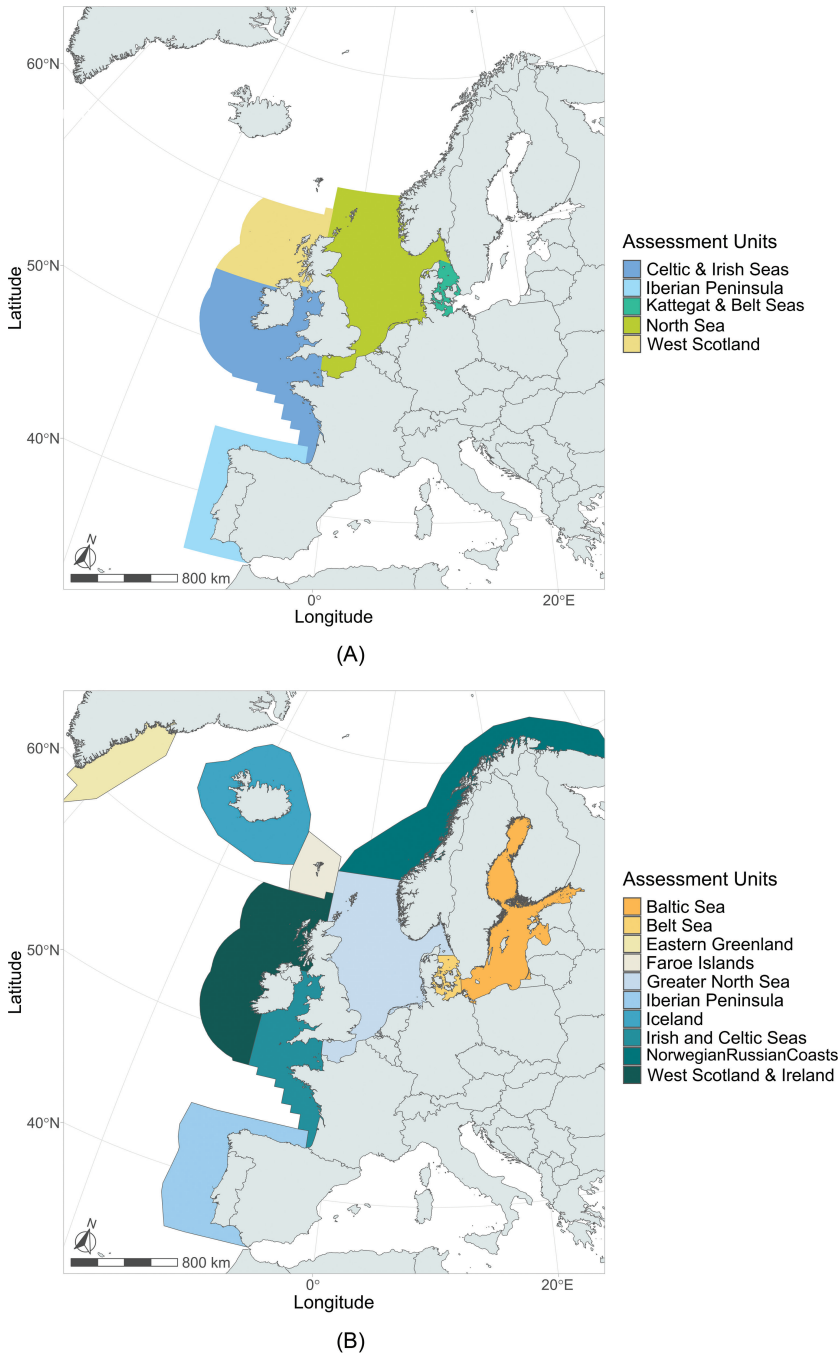 60°N
50°N
40°N
Latitude
N
800 km
0°
20°E
Longitude
Assessment Units
Celtic & Irish Seas
Iberian Peninsula
Kattegat & Belt Seas
North Sea
West Scotland
(A)
60°N
50°N
40°N
Latitude
N
800 km
0°
20°E
Longitude
Assessment Units
Baltic Sea
Belt Sea
Eastern Greenland
Faroe Islands
Greater North Sea
Iberian Peninsula
Iceland
Irish and Celtic Seas
NorwegianRussianCoasts
West Scotland & Ireland
(B)